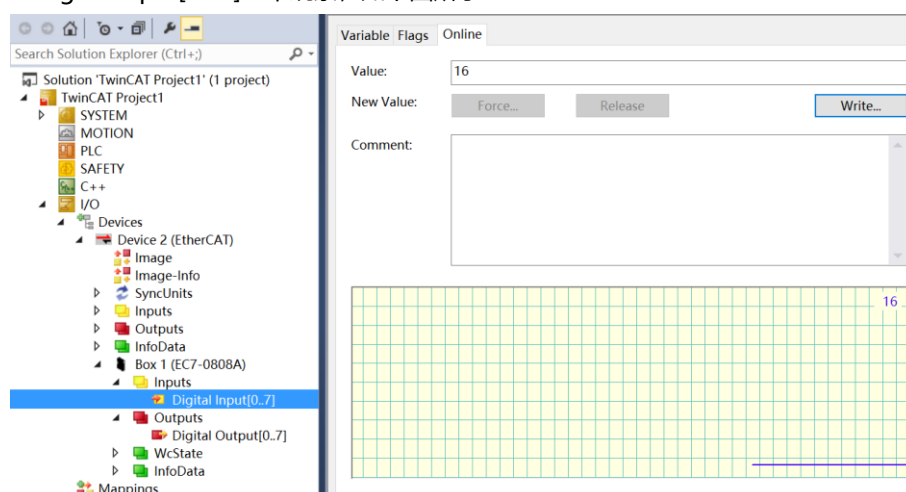 Search Solution Explorer (Ctrl+;)
Solution 'TwinCAT Project1' (1 project)
TwinCAT Project1
SYSTEM
MOTION
PLC
SAFETY
C++
I/O
Devices
Device 2 (EtherCAT)
Image
Image-Info
SyncUnits
Inputs
Outputs
InfoData
Box 1 (EC7-0808A)
Inputs
Digital Input[0..7]
Outputs
Digital Output[0..7]
WcState
InfoData
Mappings
Variable Flags Online
Value: 16
New Value: Force... Release Write...
Comment:
16